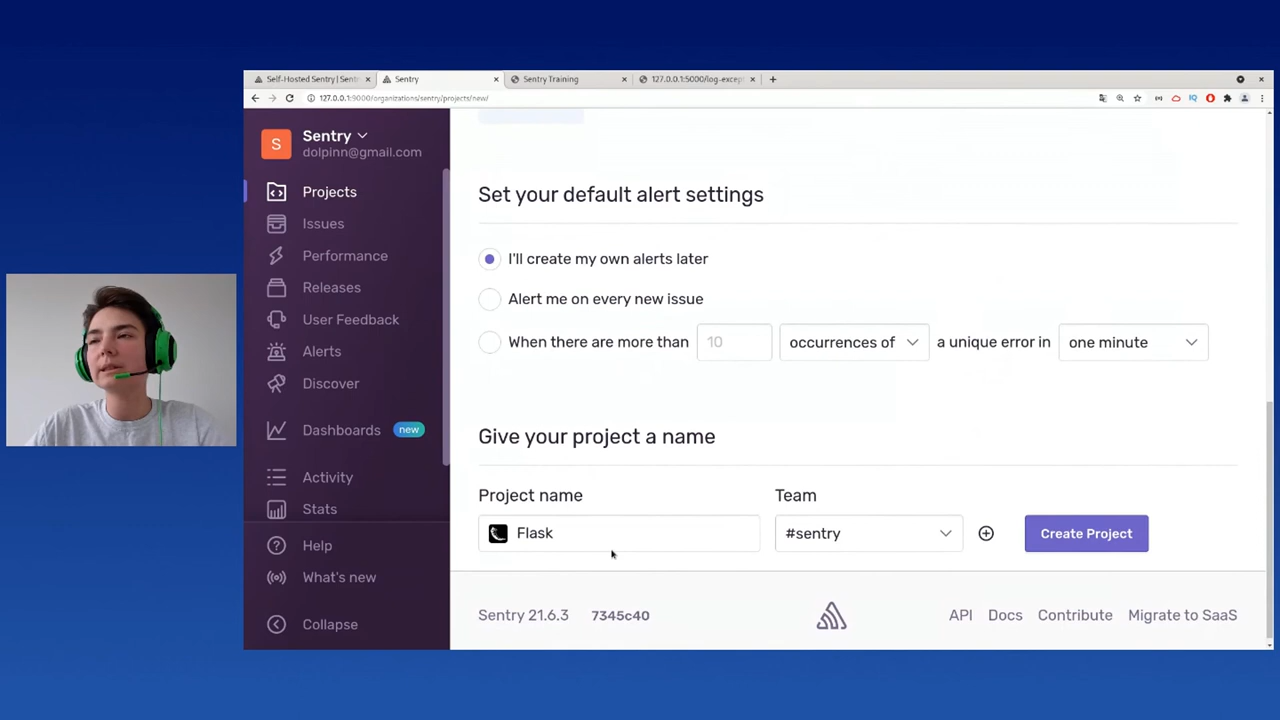 Self-Hosted Sentry | Sentr
Sentry
Sentry Training
127.0.0.1:5000/log-except
127.0.0.1:9000/organizations/sentry/projects/new/
S
Sentry
dolpinn@gmail.com
Projects
Issues
Performance
Releases
User Feedback
Alerts
Discover
Dashboards new
Activity
Stats
Help
What's new
Collapse
Set your default alert settings
I'll create my own alerts later
Alert me on every new issue
When there are more than 10 occurrences of a unique error in one minute
Give your project a name
Project name Team
Flask #sentry Create Project
Sentry 21.6.3 7345c40 API Docs Contribute Migrate to SaaS